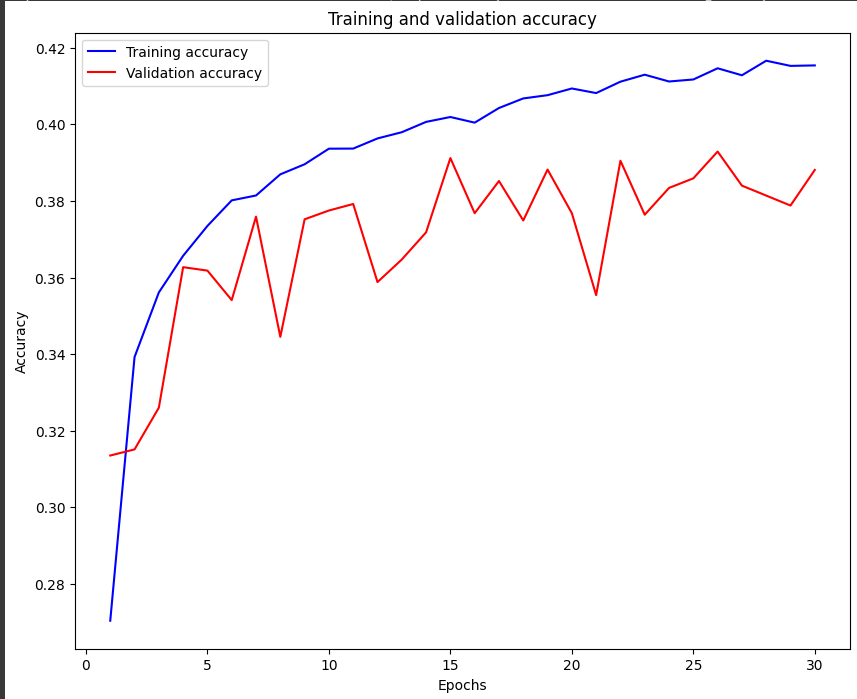 Training and validation accuracy
Training accuracy
Validation accuracy
0.42
0.40
0.38
0.36
0.34
0.32
0.30
0.28
Accuracy
0 5 10 15 20 25 30
Epochs